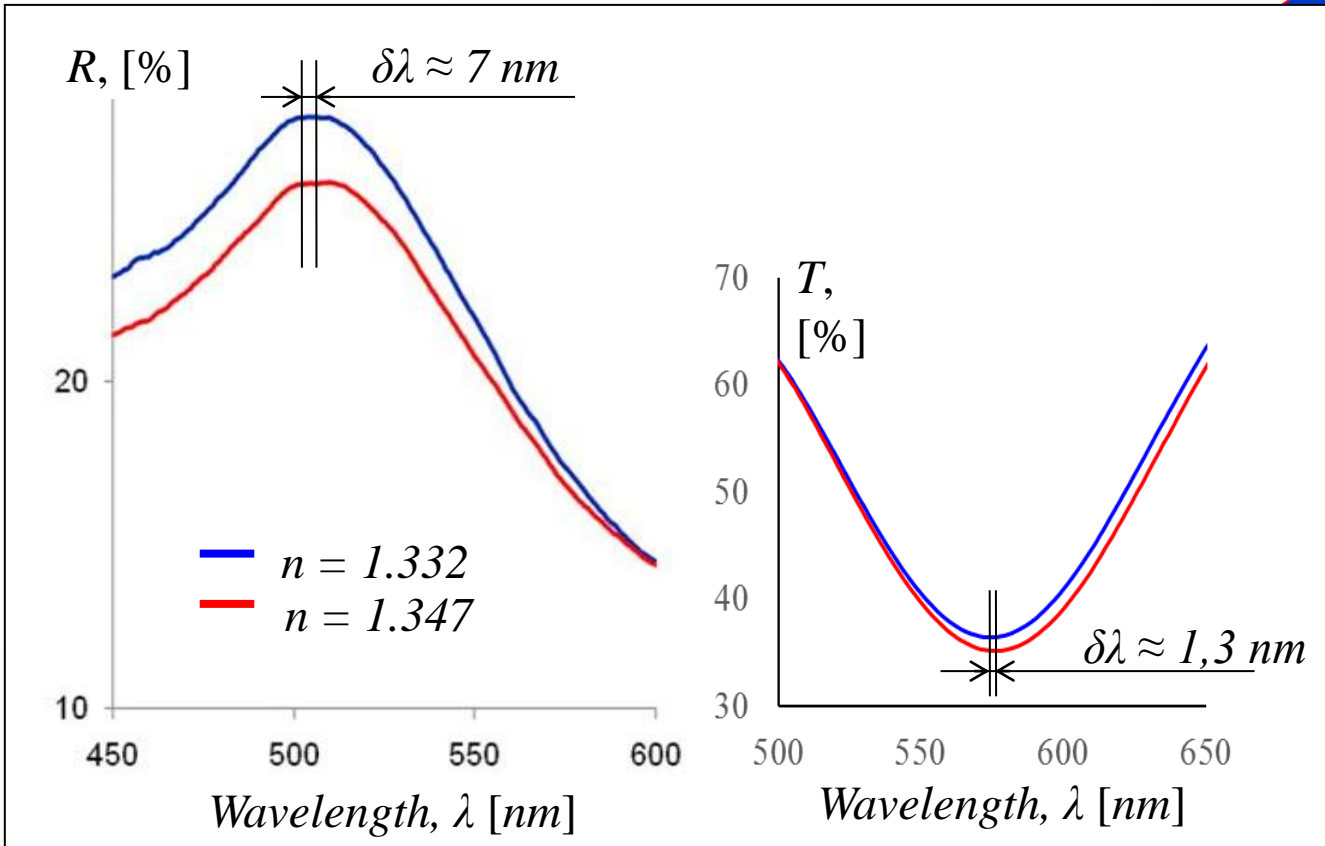 R, [%]
δλ ≈ 7 nm
20
10
n = 1.332
n = 1.347
450 500 550 600
Wavelength, λ [nm]
T,
[%]
70
60
50
40
30
δλ ≈ 1,3 nm
500 550 600 650
Wavelength, λ [nm]